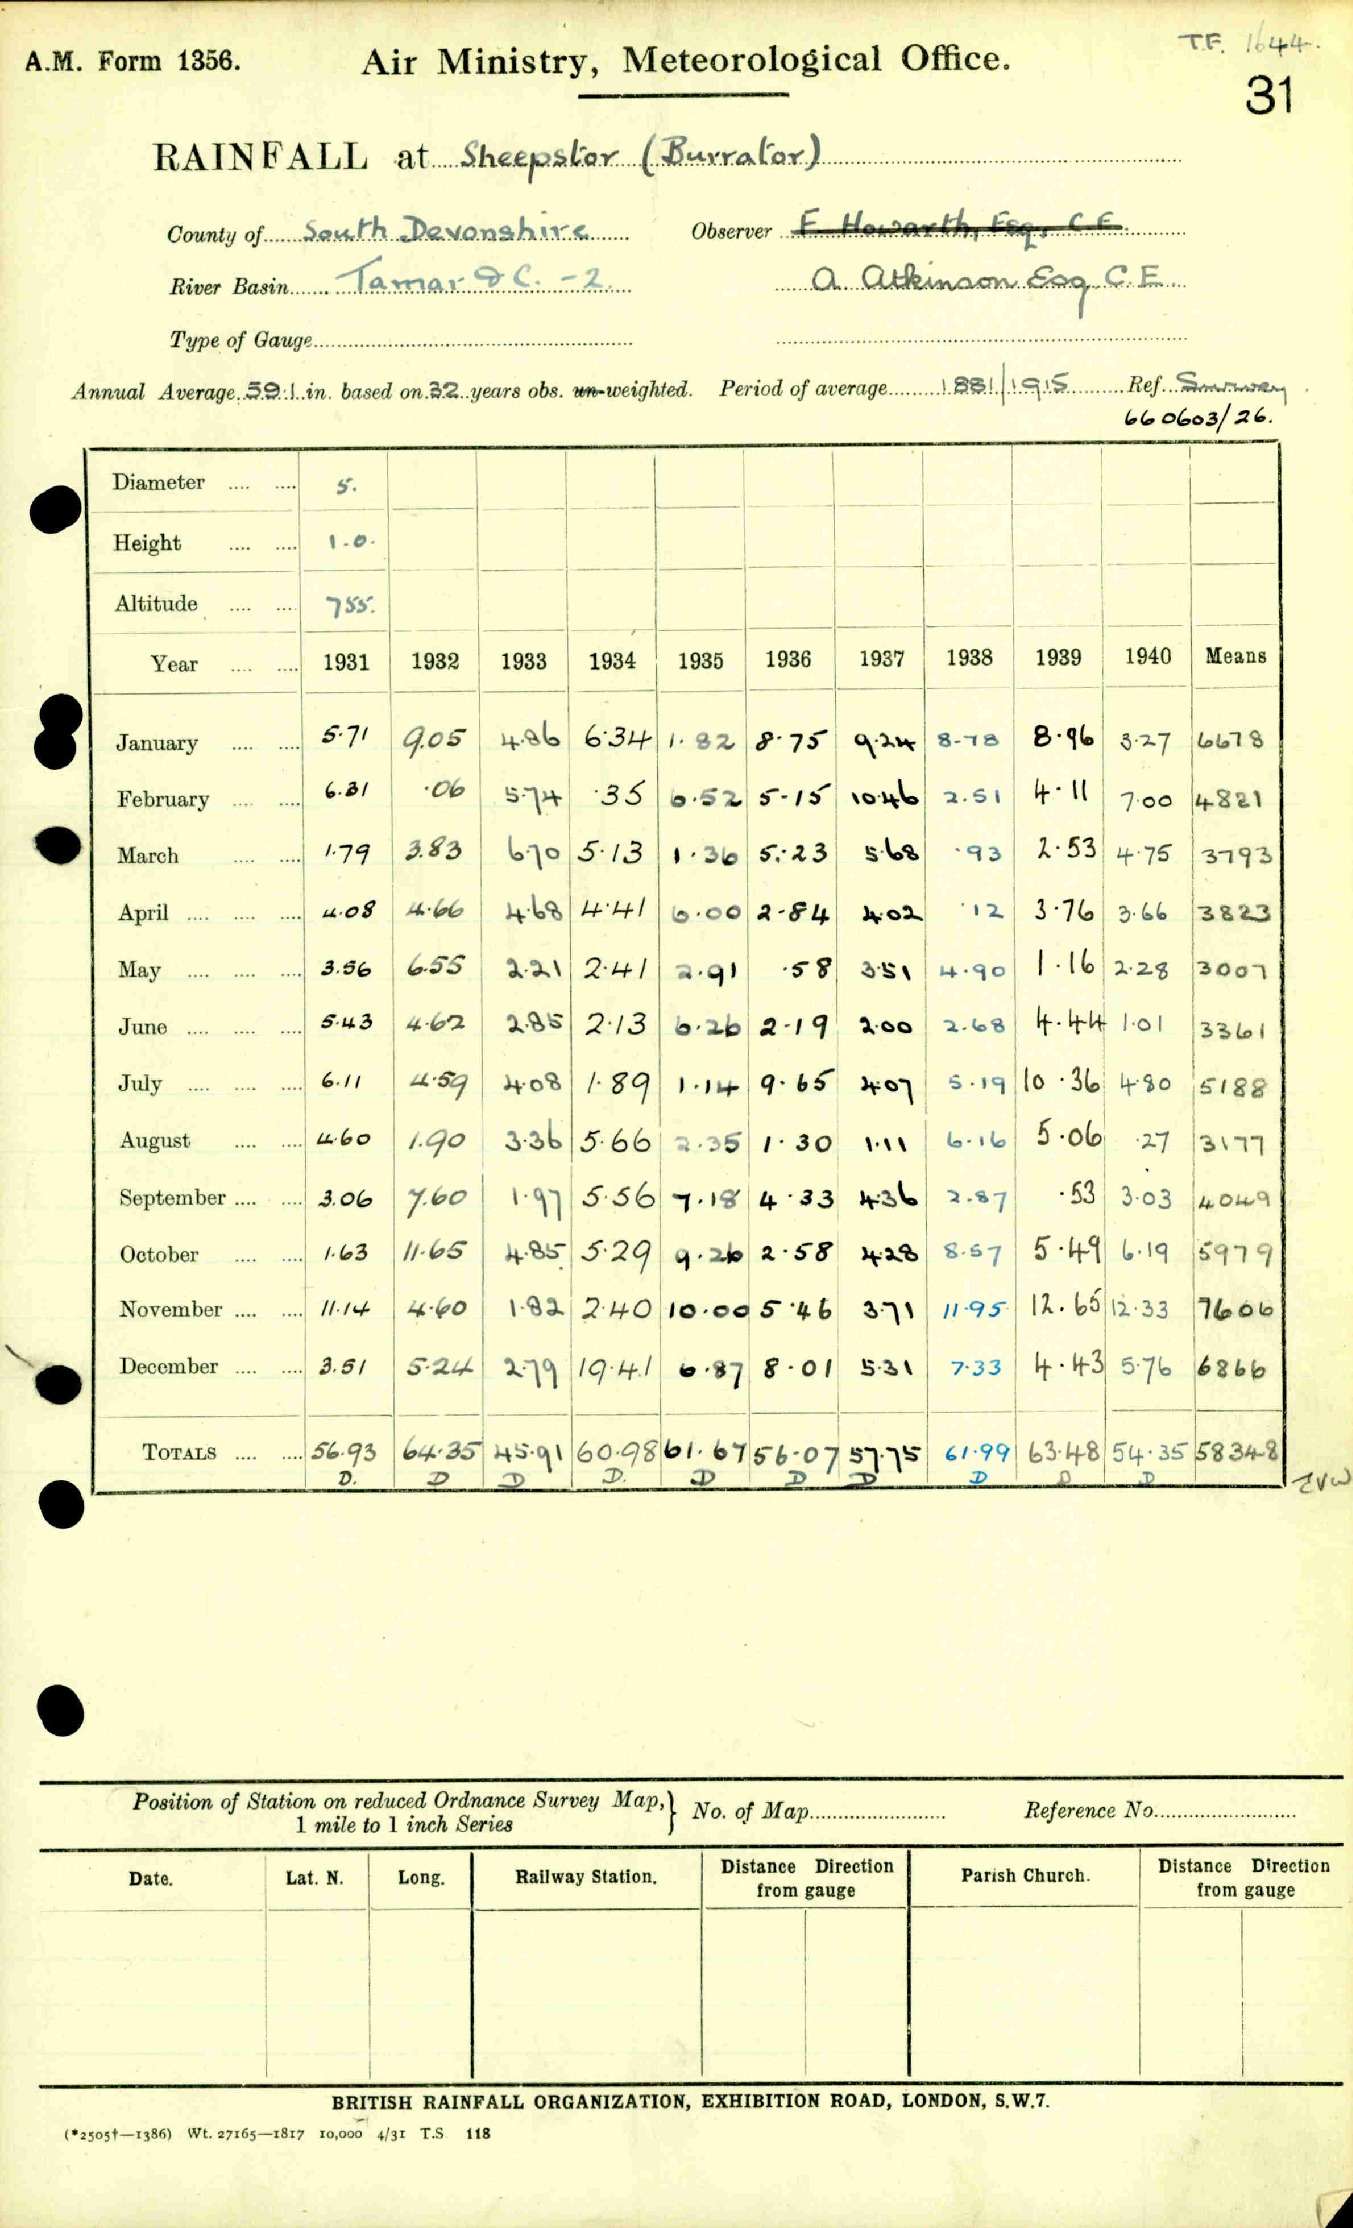 A.M. Form 1356. Air Ministry, Meteorological Office. T.F. 1644.
31
RAINFALL at Sheepstor (Burrator)
County of South Devonshire Observer F Howarth, Esq, C.E.
River Basin Tamar &C. -2. A. Atkinson Esq C.E.
Type of Gauge
Annual Average 59.1 in. based on 32 years obs. un-weighted. Period of average 1881/1915 Ref. Survey
660603/26.
Diameter 5.
Height 1.0.
Altitude 755.
Year 1931 1932 1933 1934 1935 1936 1937 1938 1939 1940 Means
January 5.71 9.05 4.86 6.34 1.82 8.75 9.24 8.78 8.96 3.27 6678
February 6.31 .06 5.74 .35 6.52 5.15 10.46 2.51 4.11 7.00 4821
March 1.79 3.83 6.70 5.13 1.36 5.23 5.68 .93 2.53 4.75 3793
April 4.08 4.66 4.68 4.41 6.00 2.84 4.02 .12 3.76 3.66 3823
May 3.56 6.55 2.21 2.41 2.91 .58 3.51 4.90 1.16 2.28 3007
June 5.43 4.62 2.85 2.13 6.26 2.19 2.00 2.68 4.44 1.01 3361
July 6.11 4.59 4.08 1.89 1.14 9.65 4.07 5.19 10.36 4.80 5188
August 4.60 1.90 3.36 5.66 2.35 1.30 1.11 6.16 5.06 .27 3177
September 3.06 7.60 1.97 5.56 7.18 4.33 4.36 2.87 .53 3.03 4049
October 1.63 11.65 4.85 5.29 9.26 2.58 4.28 8.57 5.49 6.19 5979
November 11.14 4.60 1.82 2.40 10.00 5.46 3.71 11.95 12.65 12.33 7606
December 3.51 5.24 2.79 19.41 6.87 8.01 5.31 7.33 4.43 5.76 6866
TOTALS 56.93 64.35 45.91 60.98 61.67 56.07 57.75 61.99 63.48 54.35 58348
D. D D D. D D D D D D
Position of Station on reduced Ordnance Survey Map, } No. of Map Reference No.
1 mile to 1 inch Series
Date. Lat. N. Long. Railway Station. Distance Direction from gauge Parish Church. Distance Direction from gauge
BRITISH RAINFALL ORGANIZATION, EXHIBITION ROAD, LONDON, S.W.7.
(*2505†—1386) Wt. 27165—1817 10,000 4/31 T.S 118